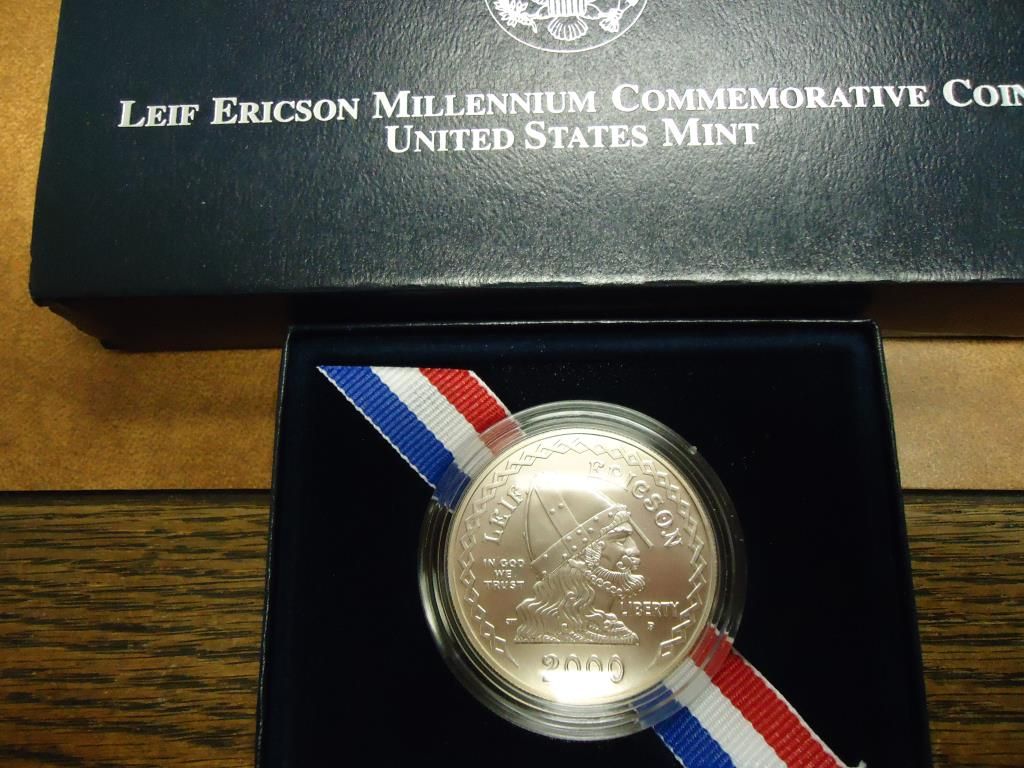 LEIF ERICSON MILLENNIUM COMMEMORATIVE COIN
UNITED STATES MINT
LEIF ERICSON
IN GOD
WE
TRUST
LIBERTY
2000